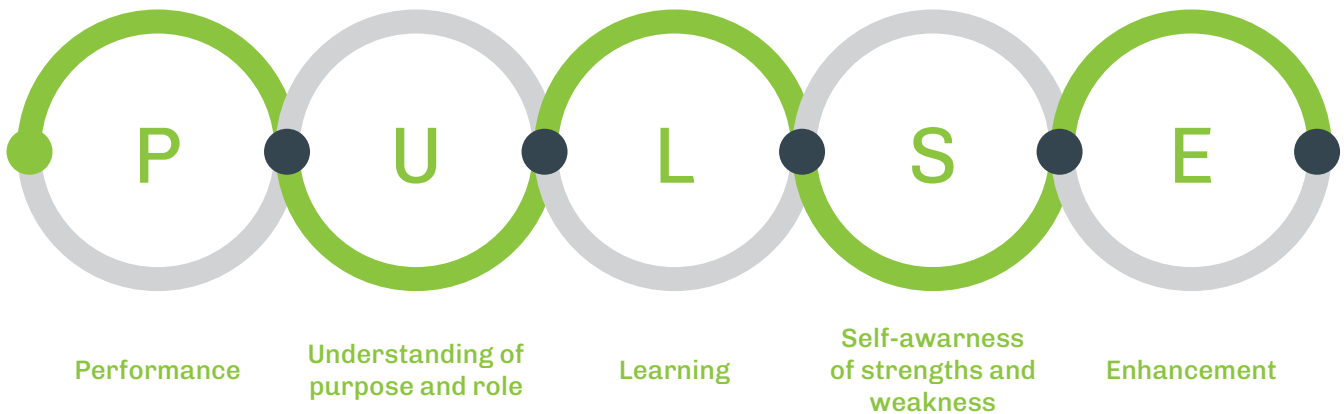 P U L S E
Performance
Understanding of
purpose and role
Learning
Self-awarness
of strengths and
weakness
Enhancement